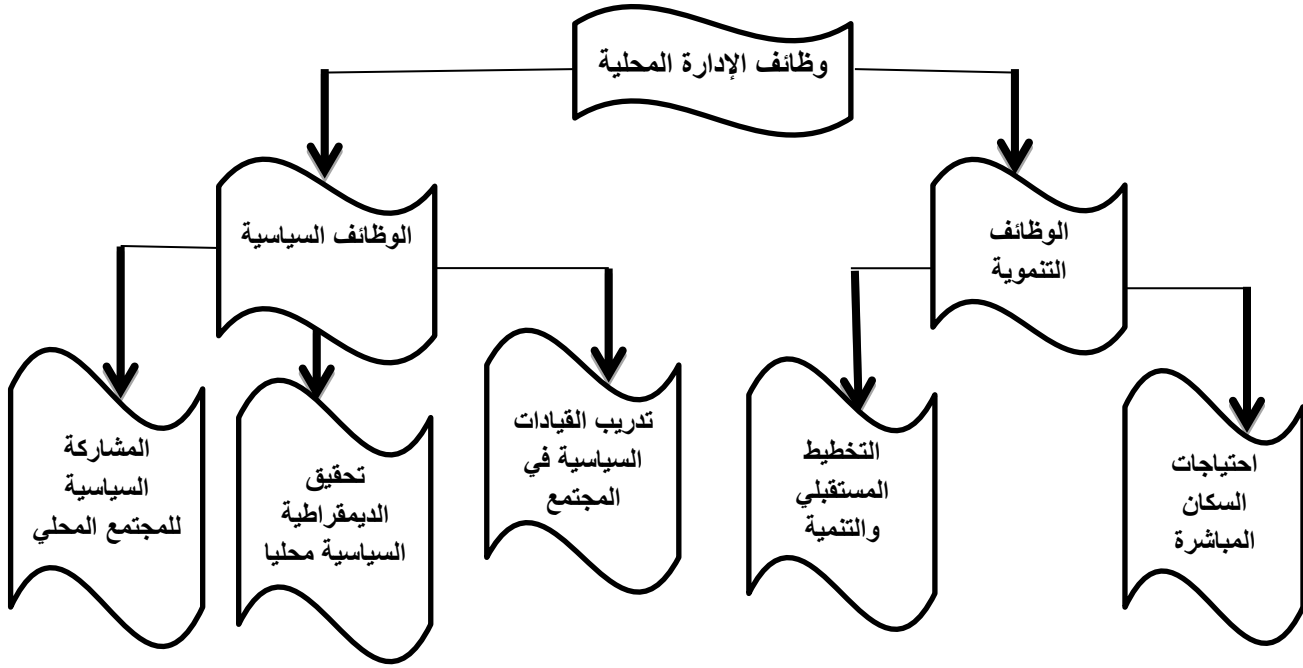 وظائف الإدارة المحلية
الوظائف
التنموية
الوظائف السياسية
احتياجات
السكان
المباشرة
التخطيط
المستقبلي
والتنمية
تدريب القيادات
السياسية في
المجتمع
تحقيق
الديمقراطية
السياسية محليا
المشاركة
السياسية
للمجتمع المحلي